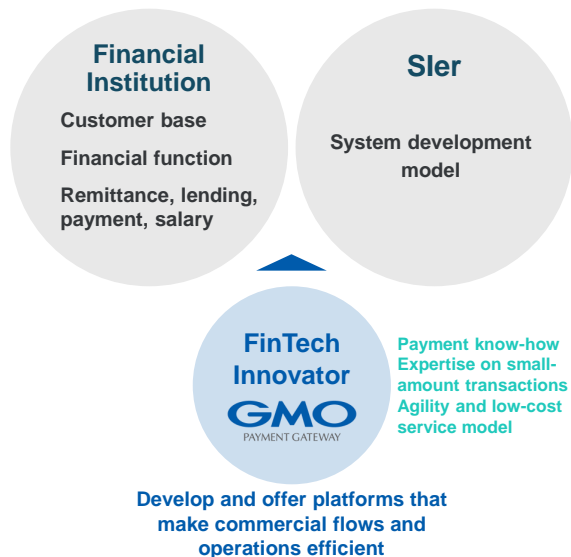 Financial
Institution
Customer base
Financial function
Remittance, lending,
payment, salary
SIer
System development
model
FinTech
Innovator
GMO
PAYMENT GATEWAY
Payment know-how
Expertise on small-
amount transactions
Agility and low-cost
service model
Develop and offer platforms that
make commercial flows and
operations efficient